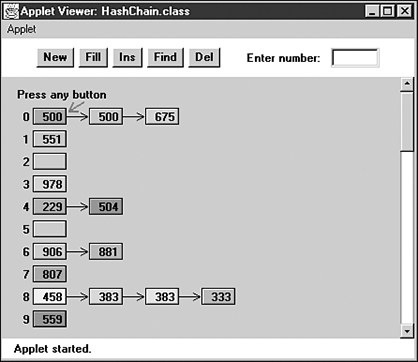 Applet Viewer: HashChain.class
Applet
New Fill Ins Find Del Enter number:
Press any button
0 500 500 675
1 551
2
3 978
4 229 504
5
6 906 881
7 807
8 458 383 383 333
9 559
Applet started.